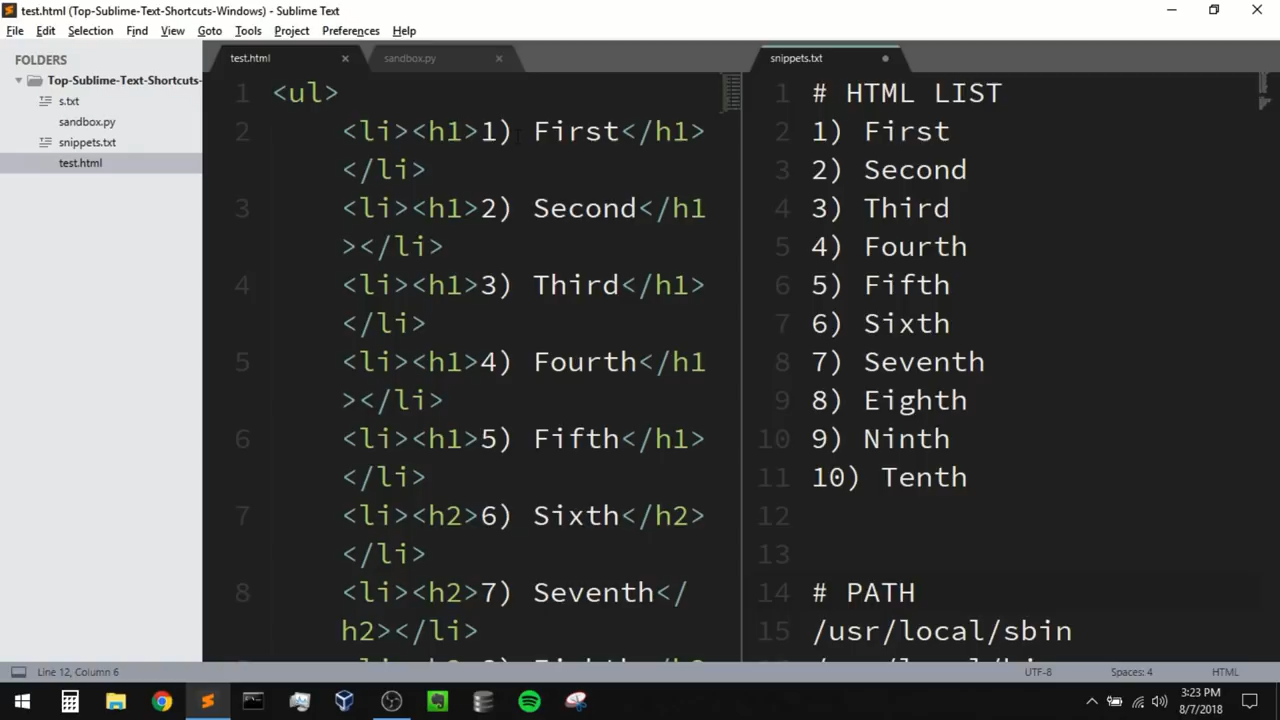 test.html (Top-Sublime-Text-Shortcuts-Windows) - Sublime Text
File Edit Selection Find View Goto Tools Project Preferences Help
FOLDERS
Top-Sublime-Text-Shortcuts-
s.txt
sandbox.py
snippets.txt
test.html
test.html sandbox.py
1 <ul>
2 <li><h1>1) First</h1>
</li>
3 <li><h1>2) Second</h1
></li>
4 <li><h1>3) Third</h1>
</li>
5 <li><h1>4) Fourth</h1
></li>
6 <li><h1>5) Fifth</h1>
</li>
7 <li><h2>6) Sixth</h2>
</li>
8 <li><h2>7) Seventh</
h2></li>
snippets.txt
1 # HTML LIST
2 1) First
3 2) Second
4 3) Third
5 4) Fourth
6 5) Fifth
7 6) Sixth
8 7) Seventh
9 8) Eighth
10 9) Ninth
11 10) Tenth
12
13
14 # PATH
15 /usr/local/sbin
Line 12, Column 6 UTF-8 Spaces: 4 HTML
3:23 PM
8/7/2018